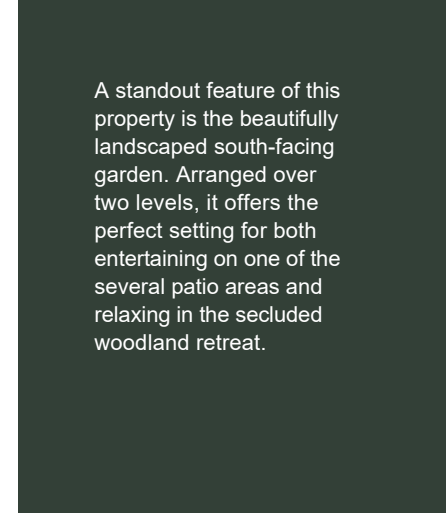 A standout feature of this
property is the beautifully
landscaped south-facing
garden. Arranged over
two levels, it offers the
perfect setting for both
entertaining on one of the
several patio areas and
relaxing in the secluded
woodland retreat.